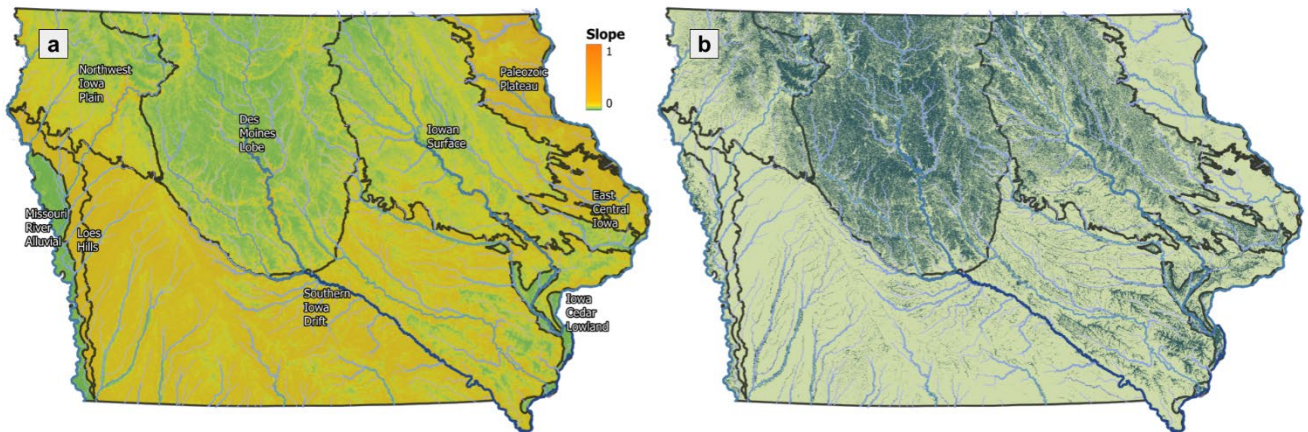 a
Slope
1
0
Northwest
Iowa
Plain
Des
Moines
Lobe
Iowan
Surface
Paleozoic
Plateau
East
Central
Iowa
Missouri
River
Alluvial
Loes
Hills
Southern
Iowa
Drift
Iowa
Cedar
Lowland
b